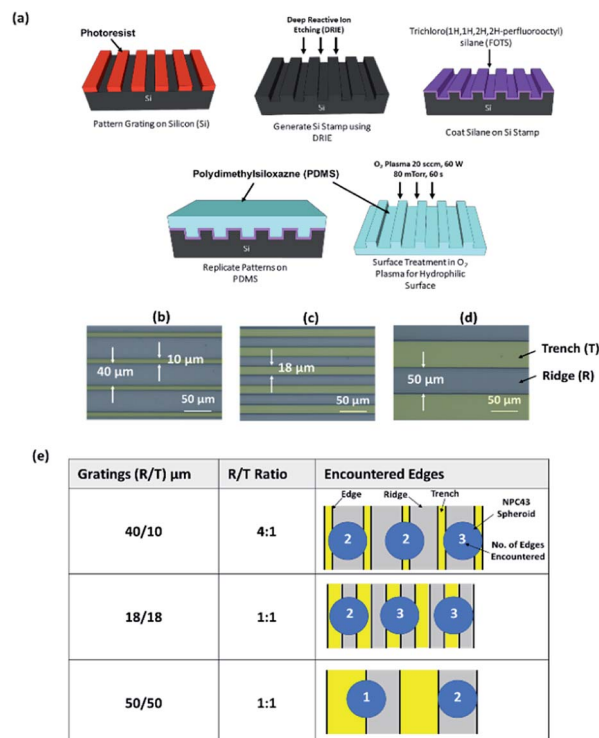 (a)
Photoresist
Si
Pattern Grating on Silicon (Si)
Deep Reactive Ion
Etching (DRIE)
Si
Generate Si Stamp using
DRIE
Trichloro(1H,1H,2H,2H-perfluorooctyl)
silane (FOTS)
Si
Coat Silane on Si Stamp
Polydimethylsiloxazne (PDMS)
Si
Replicate Patterns on
PDMS
O₂ Plasma 20 sccm, 60 W
80 mTorr, 60 s
Surface Treatment in O₂
Plasma for Hydrophilic
Surface
(b)
40 μm
10 μm
50 μm
(c)
18 μm
50 μm
(d)
50 μm
50 μm
Trench (T)
Ridge (R)
(e)
Gratings (R/T) μm
R/T Ratio
Encountered Edges
40/10
4:1
Edge
Ridge
Trench
NPC43
Spheroid
No. of Edges
Encountered
2
2
3
18/18
1:1
2
3
3
50/50
1:1
1
2